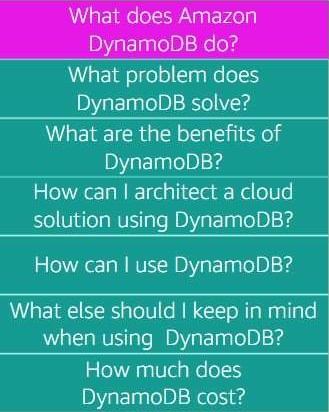 What does Amazon
DynamoDB do?
What problem does
DynamoDB solve?
What are the benefits of
DynamoDB?
How can I architect a cloud
solution using DynamoDB?
How can I use DynamoDB?
What else should I keep in mind
when using  DynamoDB?
How much does
DynamoDB cost?